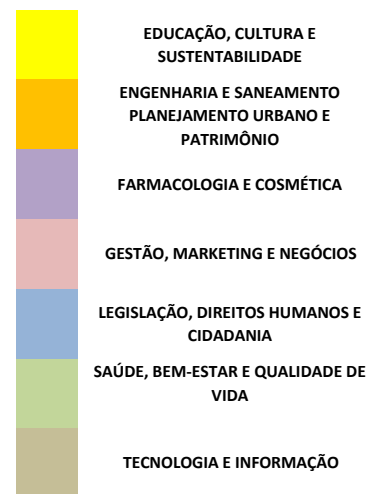 EDUCAÇÃO, CULTURA E
SUSTENTABILIDADE
ENGENHARIA E SANEAMENTO
PLANEJAMENTO URBANO E
PATRIMÔNIO
FARMACOLOGIA E COSMÉTICA
GESTÃO, MARKETING E NEGÓCIOS
LEGISLAÇÃO, DIREITOS HUMANOS E
CIDADANIA
SAÚDE, BEM-ESTAR E QUALIDADE DE
VIDA
TECNOLOGIA E INFORMAÇÃO